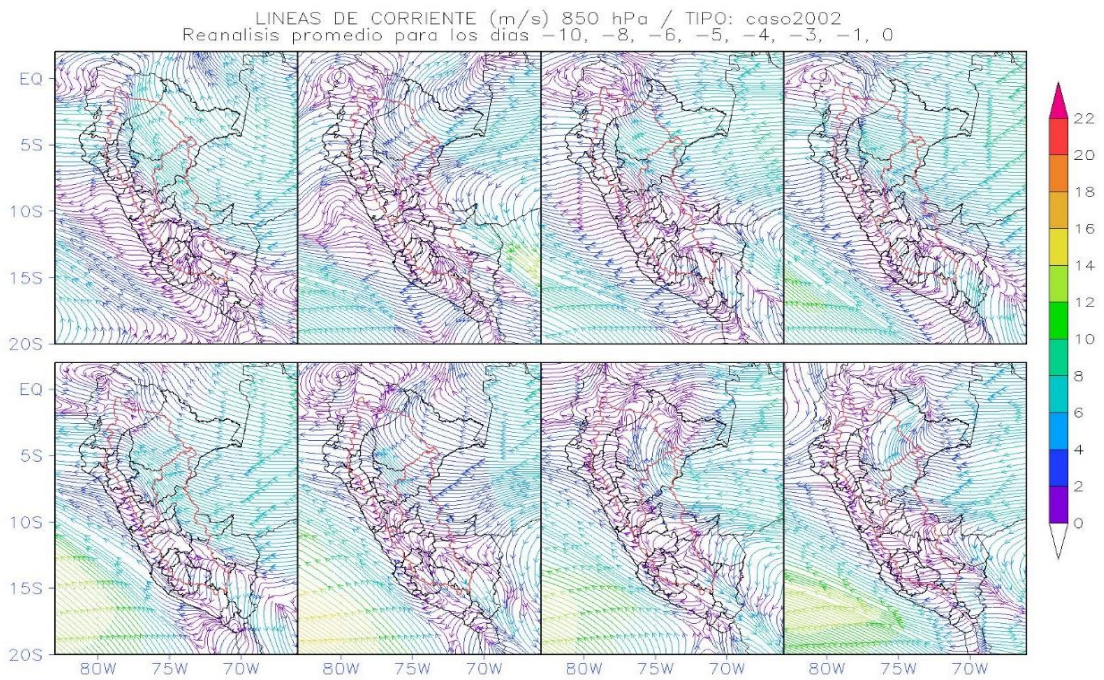 LINEAS DE CORRIENTE (m/s) 850 hPa / TIPO: caso2002
Reanalisis promedio para los dias −10, −8, −6, −5, −4, −3, −1, 0
EQ
5S
10S
15S
20S
EQ
5S
10S
15S
20S
80W 75W 70W 80W 75W 70W 80W 75W 70W 80W 75W 70W
22
20
18
16
14
12
10
8
6
4
2
0